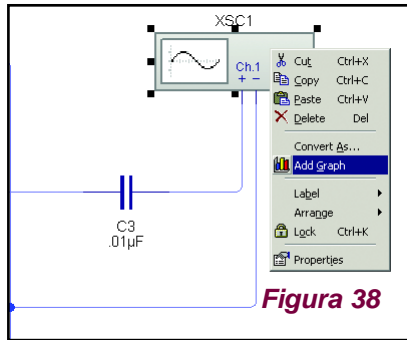 XSC1
Ch.1
+ −
Cut Ctrl+X
Copy Ctrl+C
Paste Ctrl+V
Delete Del
Convert As...
Add Graph
Label
Arrange
Lock Ctrl+K
Properties
C3
.01µF
Figura 38